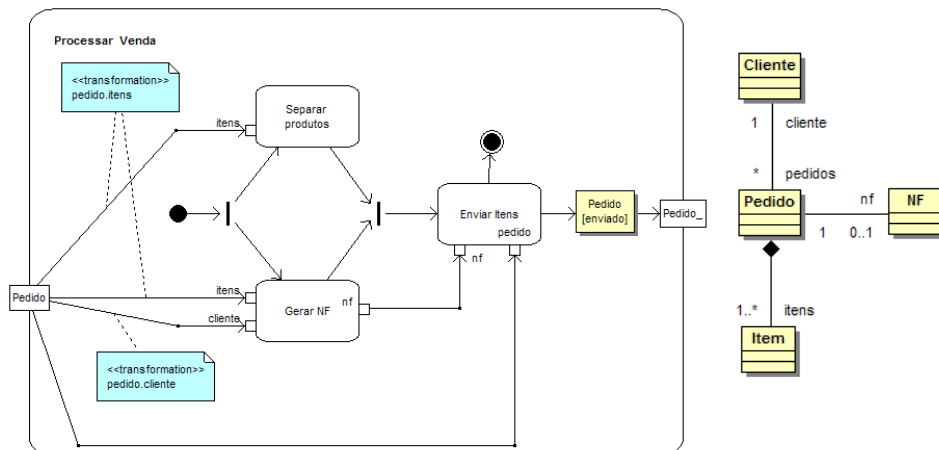 Processar Venda
<<transformation>>
pedido.itens
itens
Separar
produtos
Enviar Itens
pedido
nf
Pedido
[enviado]
Pedido_
Pedido
itens
cliente
Gerar NF
nf
<<transformation>>
pedido.cliente
Cliente
1
cliente
*
pedidos
Pedido
nf
NF
1
0..1
1..*
itens
Item